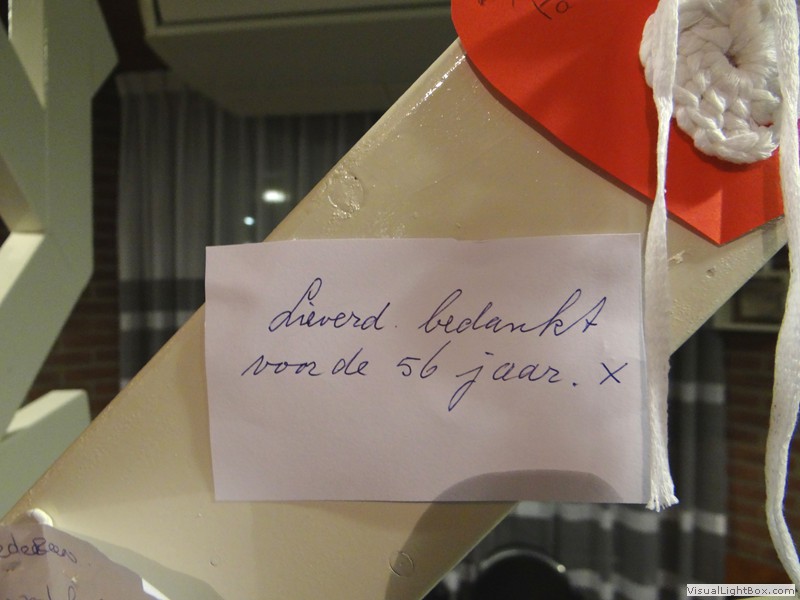 Lieverd. bedankt
voor de 56 jaar. x
VisualLightBox.com